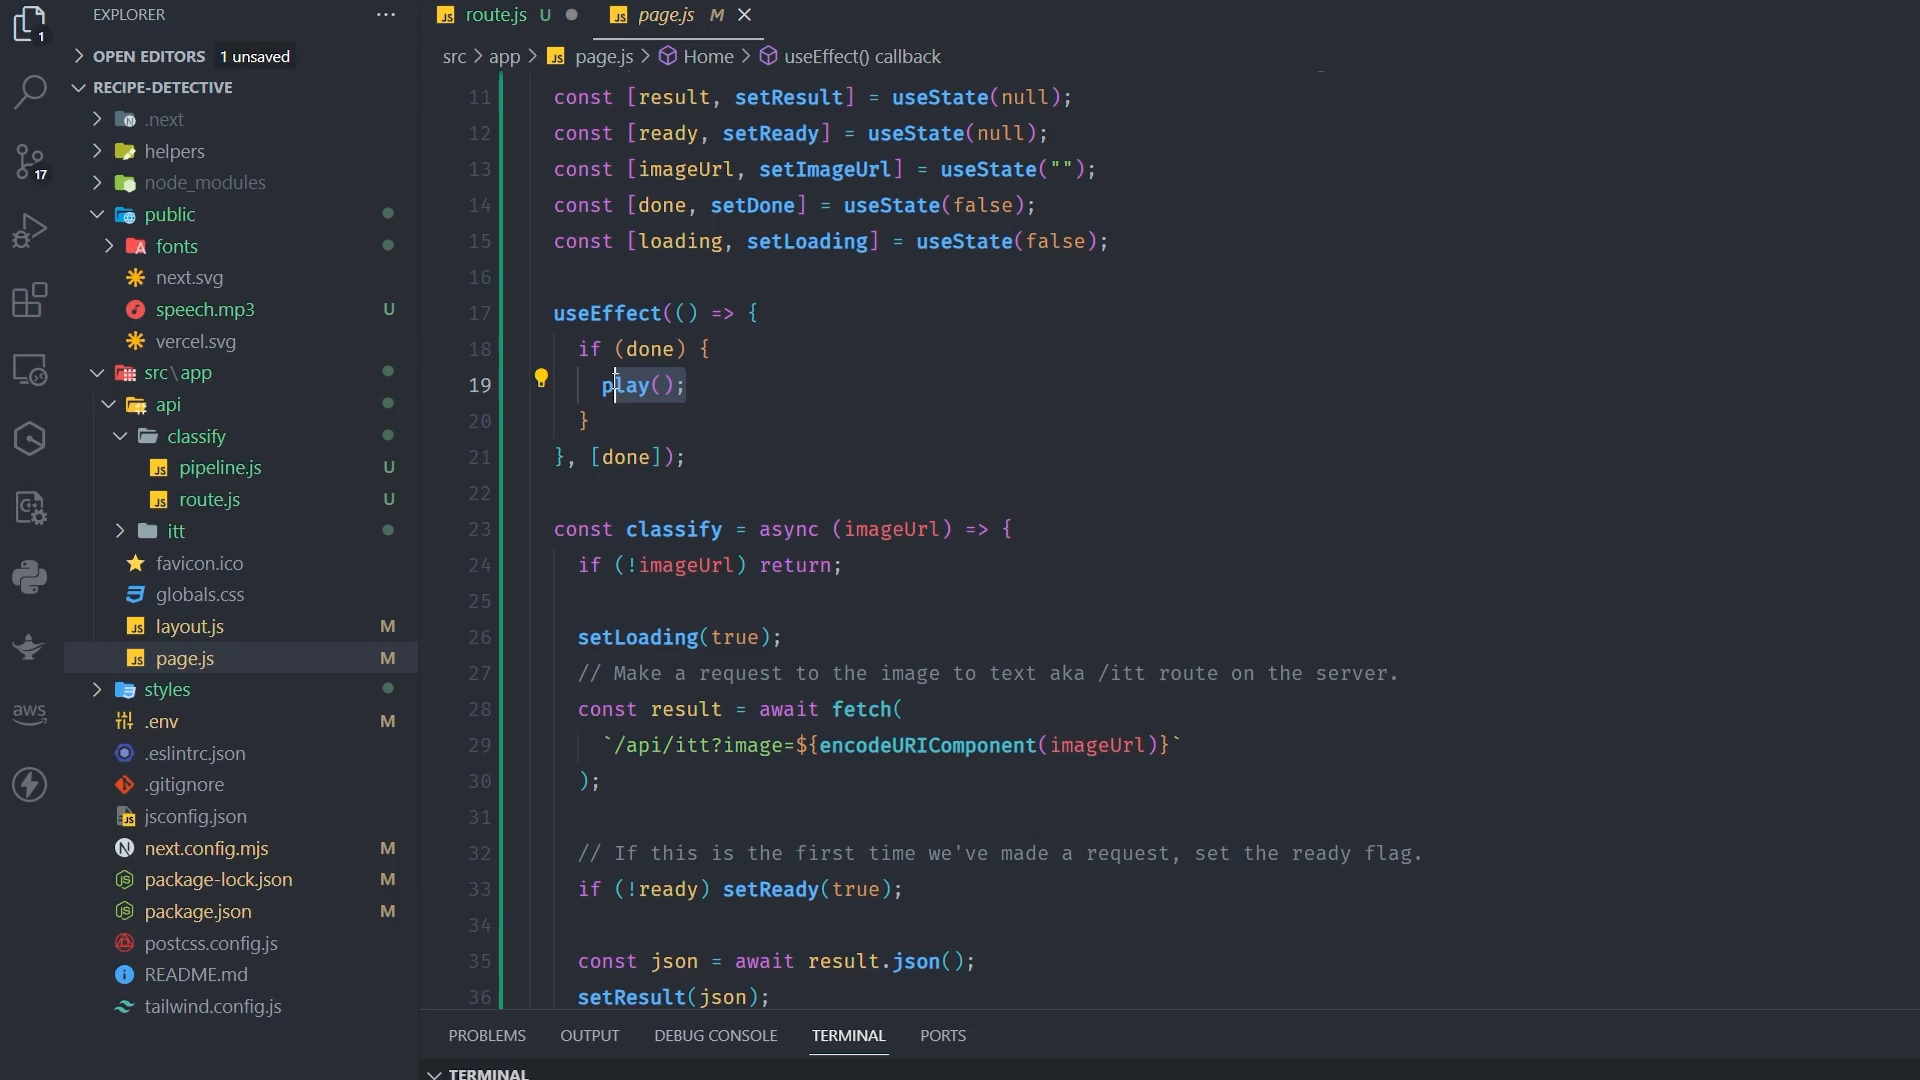 EXPLORER
OPEN EDITORS 1 unsaved
RECIPE-DETECTIVE
.next
helpers
node_modules
public
fonts
next.svg
speech.mp3 U
vercel.svg
src\app
api
classify
pipeline.js U
route.js U
itt
favicon.ico
globals.css
layout.js M
page.js M
styles
.env M
.eslintrc.json
.gitignore
jsconfig.json
next.config.mjs M
package-lock.json M
package.json M
postcss.config.js
README.md
tailwind.config.js
1
17
aws
route.js U
page.js M
src > app > page.js > Home > useEffect() callback
11 const [result, setResult] = useState(null);
12 const [ready, setReady] = useState(null);
13 const [imageUrl, setImageUrl] = useState("");
14 const [done, setDone] = useState(false);
15 const [loading, setLoading] = useState(false);
16
17 useEffect(() => {
18 if (done) {
19 play();
20 }
21 }, [done]);
22
23 const classify = async (imageUrl) => {
24 if (!imageUrl) return;
25
26 setLoading(true);
27 // Make a request to the image to text aka /itt route on the server.
28 const result = await fetch(
29 `/api/itt?image=${encodeURIComponent(imageUrl)}`
30 );
31
32 // If this is the first time we've made a request, set the ready flag.
33 if (!ready) setReady(true);
34
35 const json = await result.json();
36 setResult(json);
PROBLEMS OUTPUT DEBUG CONSOLE TERMINAL PORTS
TERMINAL